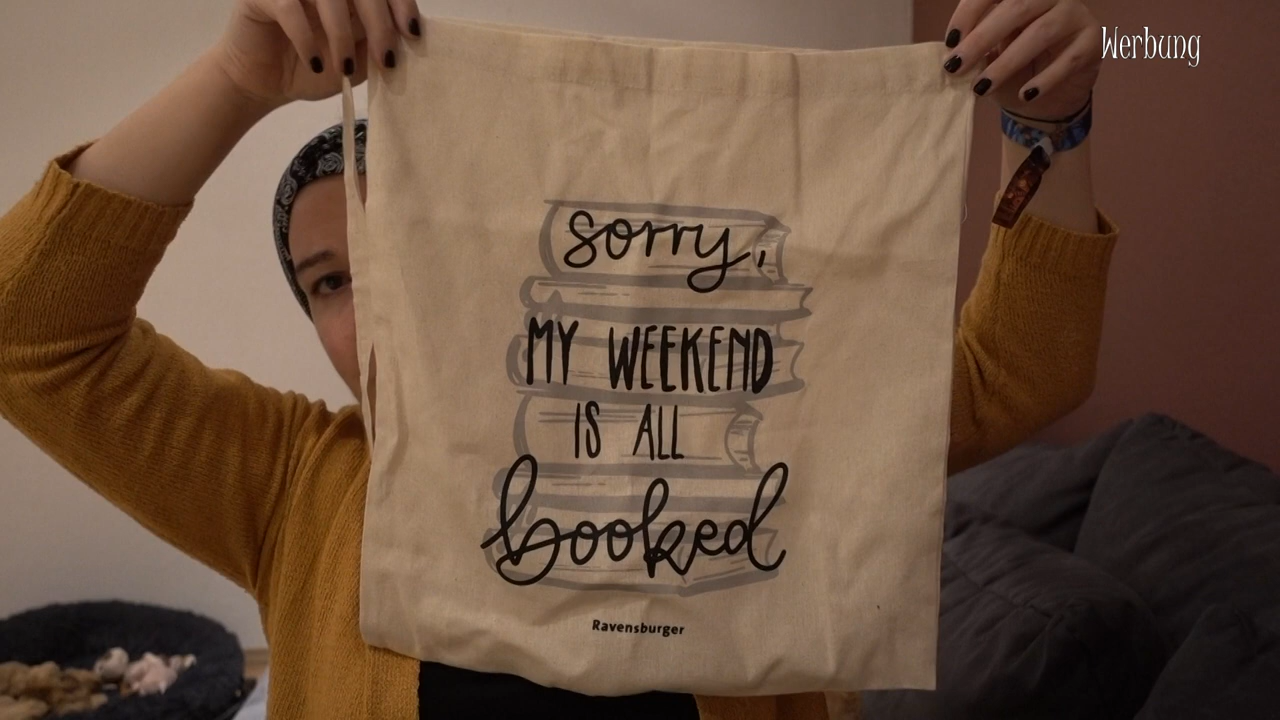 Werbung
sorry,
MY WEEKEND
IS ALL
booked
Ravensburger